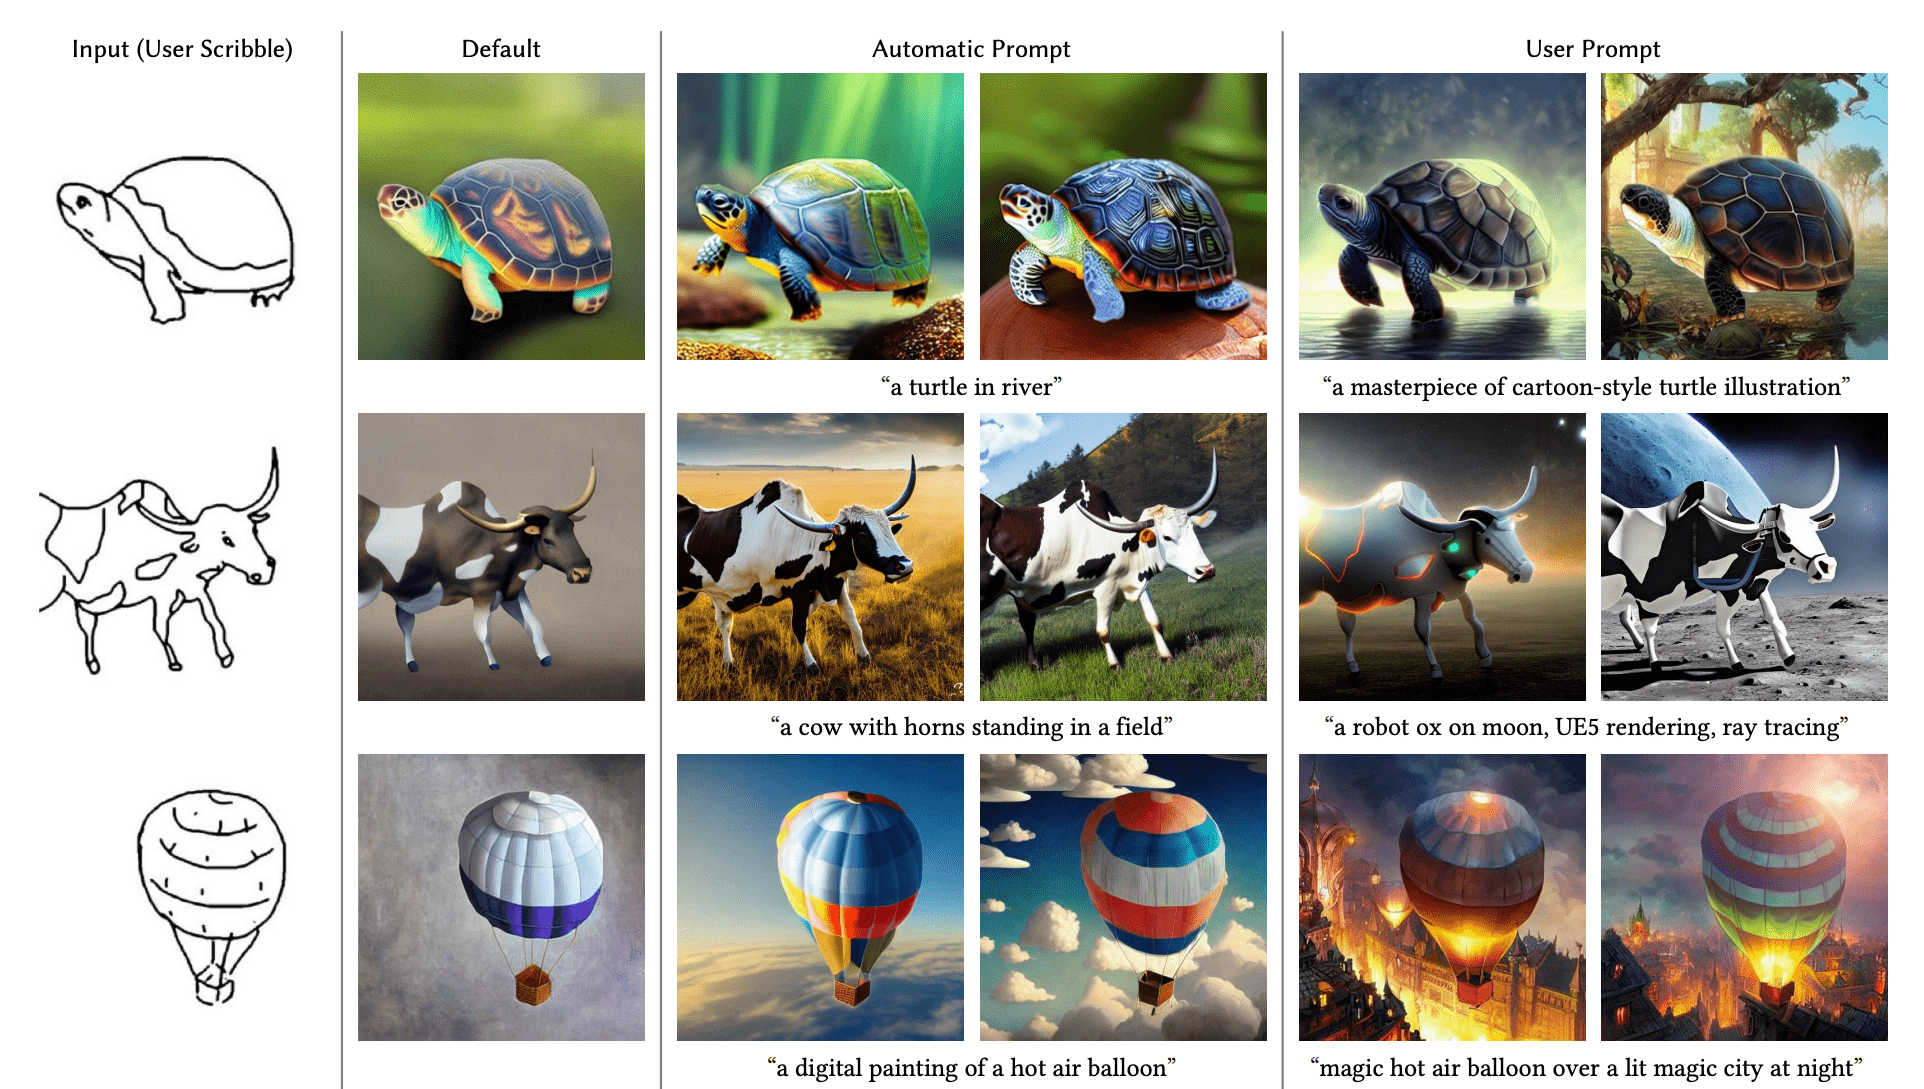 Input (User Scribble)
Default
Automatic Prompt
User Prompt
“a turtle in river”
“a masterpiece of cartoon-style turtle illustration”
“a cow with horns standing in a field”
“a robot ox on moon, UE5 rendering, ray tracing”
“a digital painting of a hot air balloon”
“magic hot air balloon over a lit magic city at night”